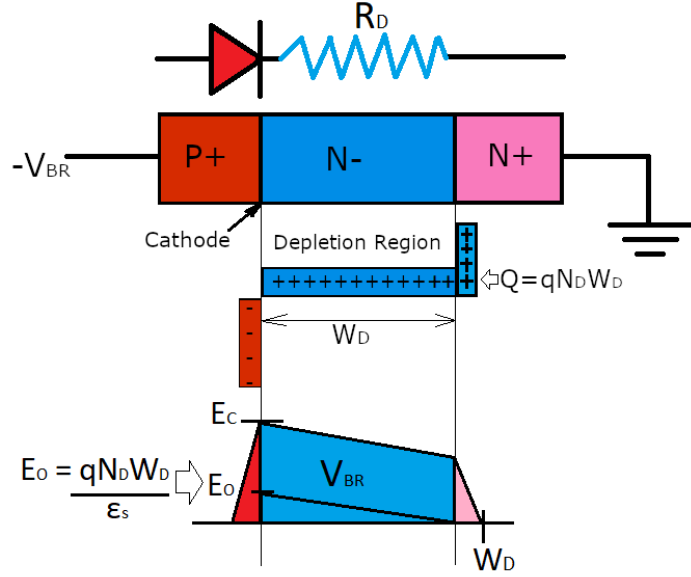 RD
-VBR
P+
N-
N+
Cathode
Depletion Region
+
+
+
+
+++++++++++++
Q=qNDWD
WD
-
-
-
-
EC
EO = qNDWD
εs
EO
VBR
WD